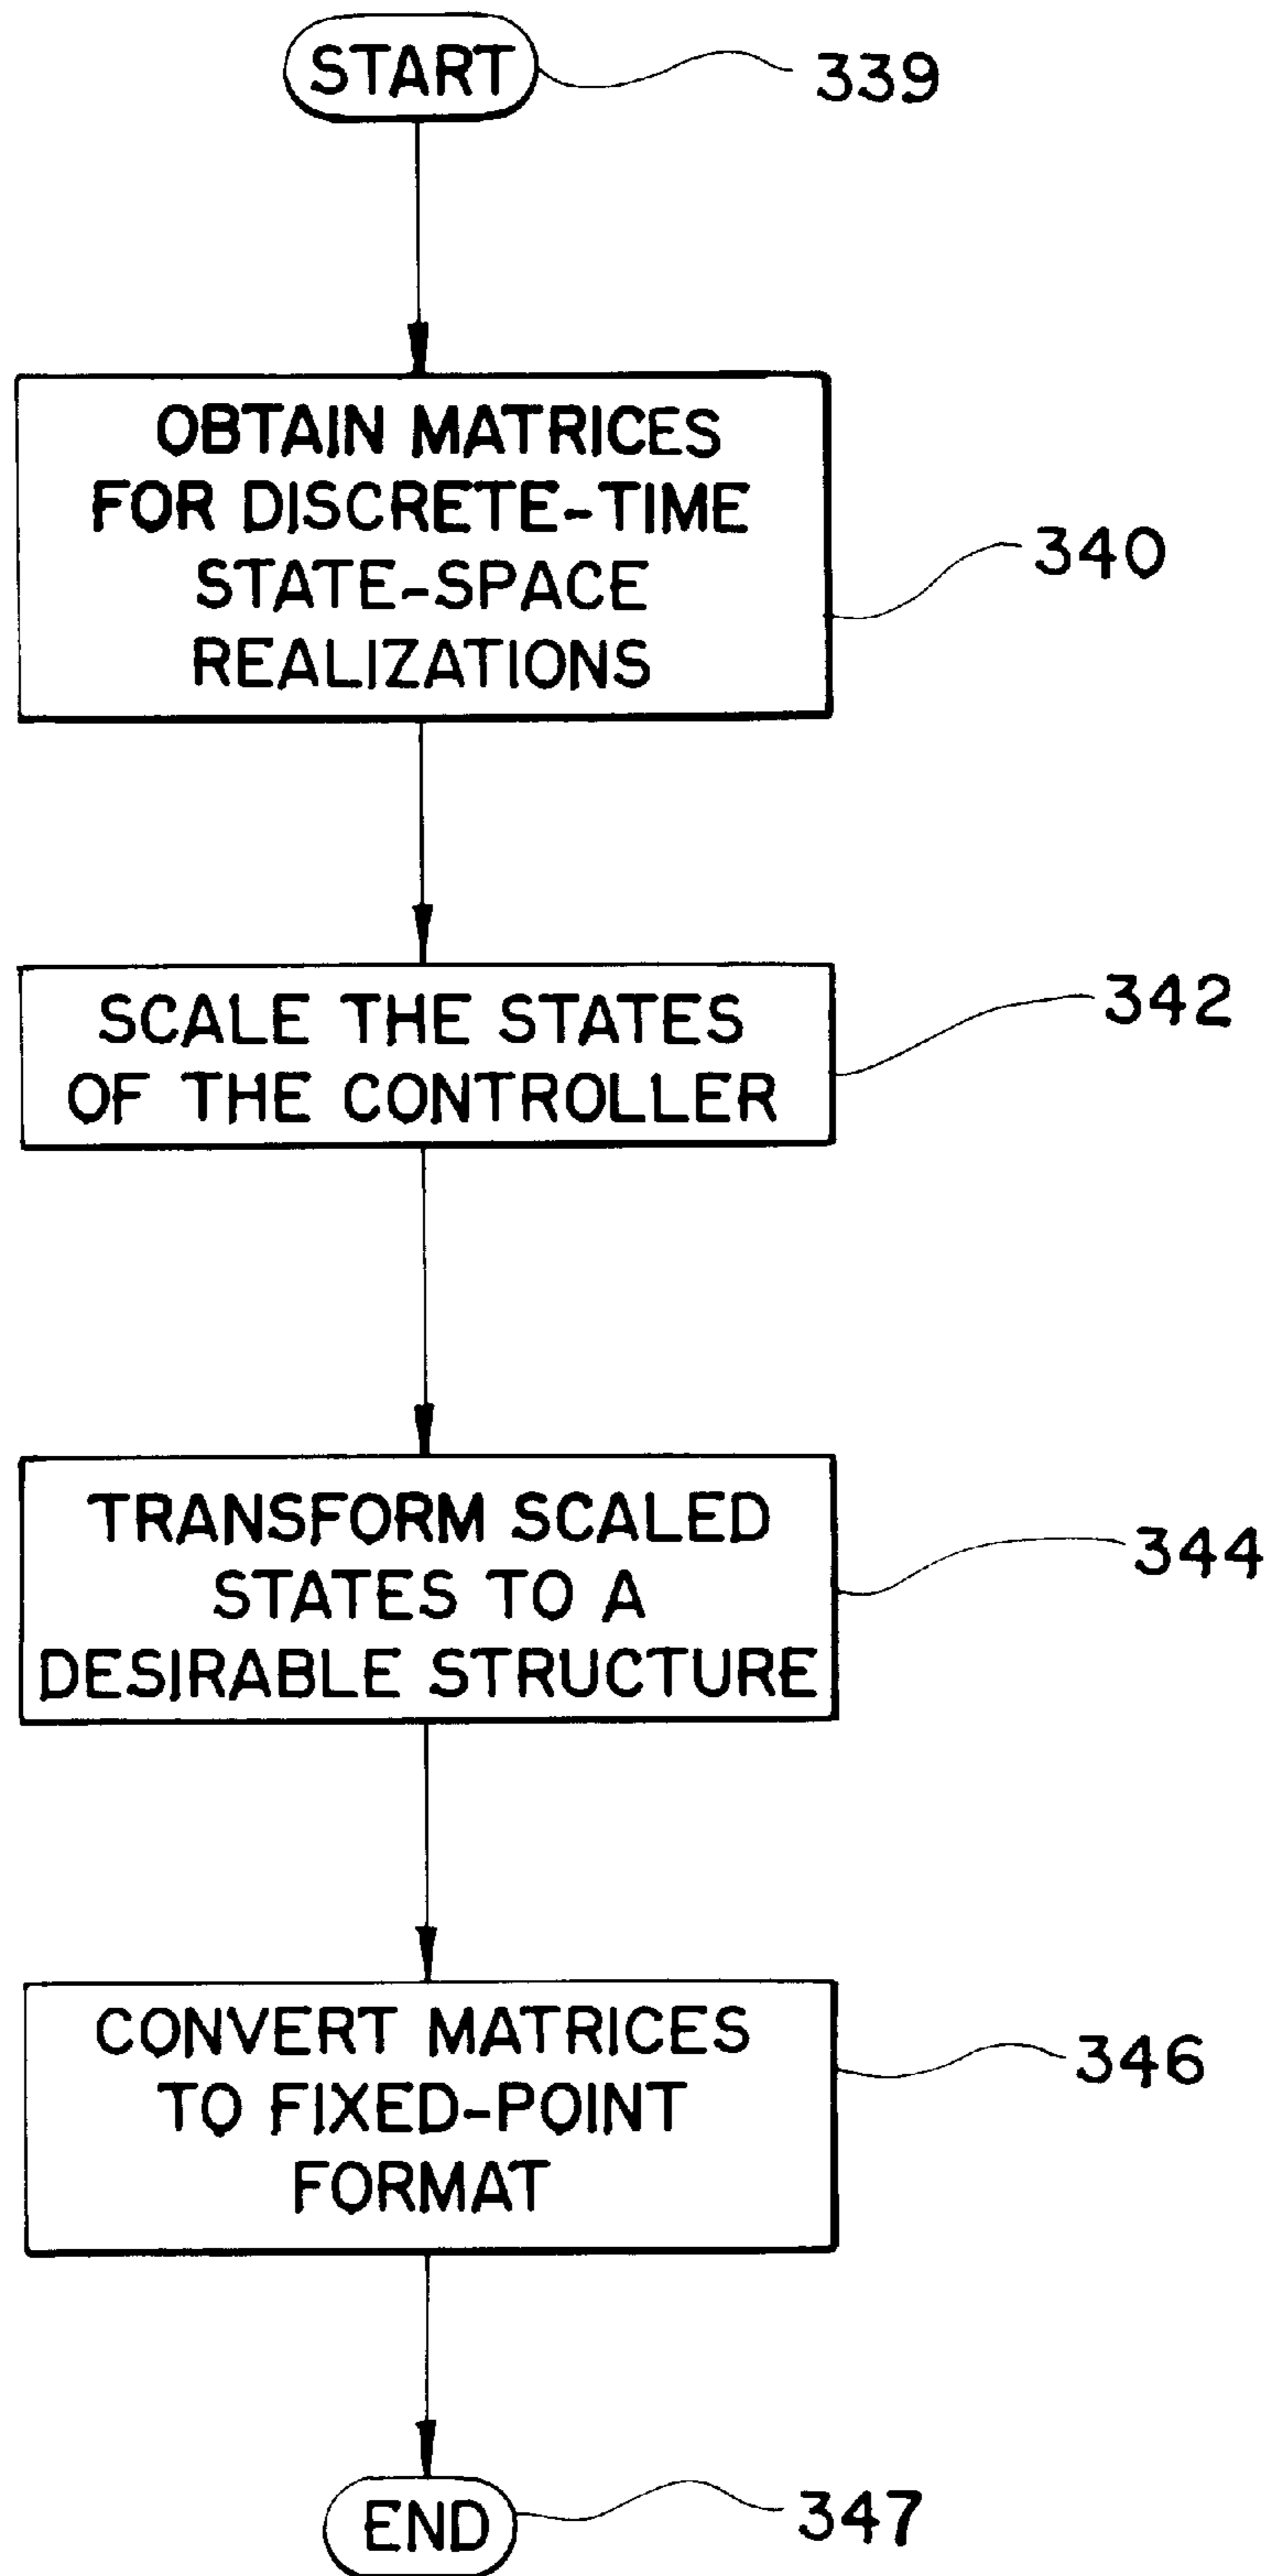 START
339
OBTAIN MATRICES
FOR DISCRETE-TIME
STATE-SPACE
REALIZATIONS
340
SCALE THE STATES
OF THE CONTROLLER
342
TRANSFORM SCALED
STATES TO A
DESIRABLE STRUCTURE
344
CONVERT MATRICES
TO FIXED-POINT
FORMAT
346
END
347